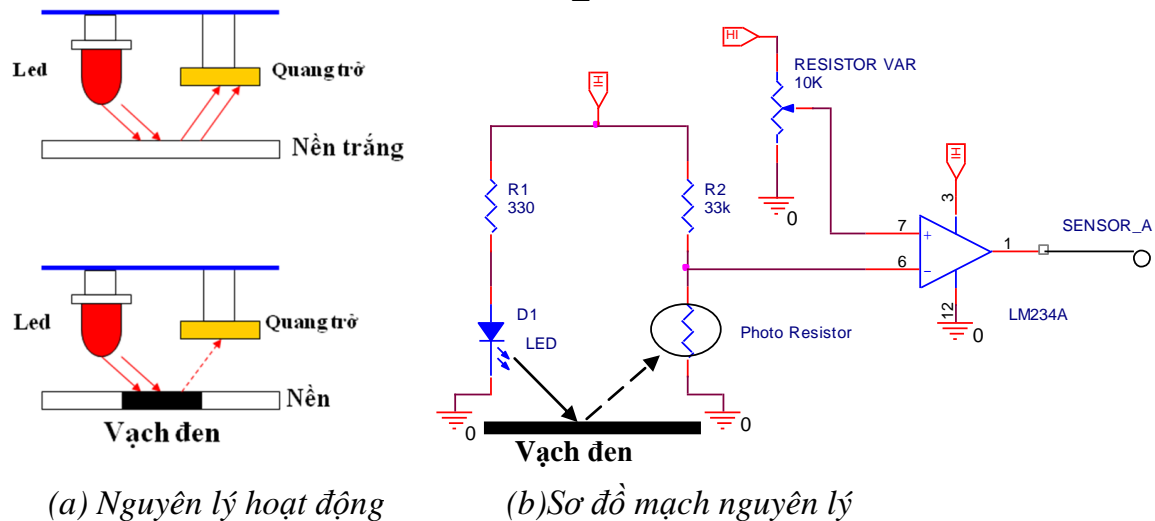 Led
Quang trở
Nền trắng
Led
Quang trở
Nền
Vạch đen
(a) Nguyên lý hoạt động
HI
RESISTOR VAR
10K
0
HI
R1
330
R2
33k
HI
3
7
+
1
SENSOR_A
6
-
12
0
LM234A
D1
LED
Photo Resistor
0
0
Vạch đen
(b)Sơ đồ mạch nguyên lý